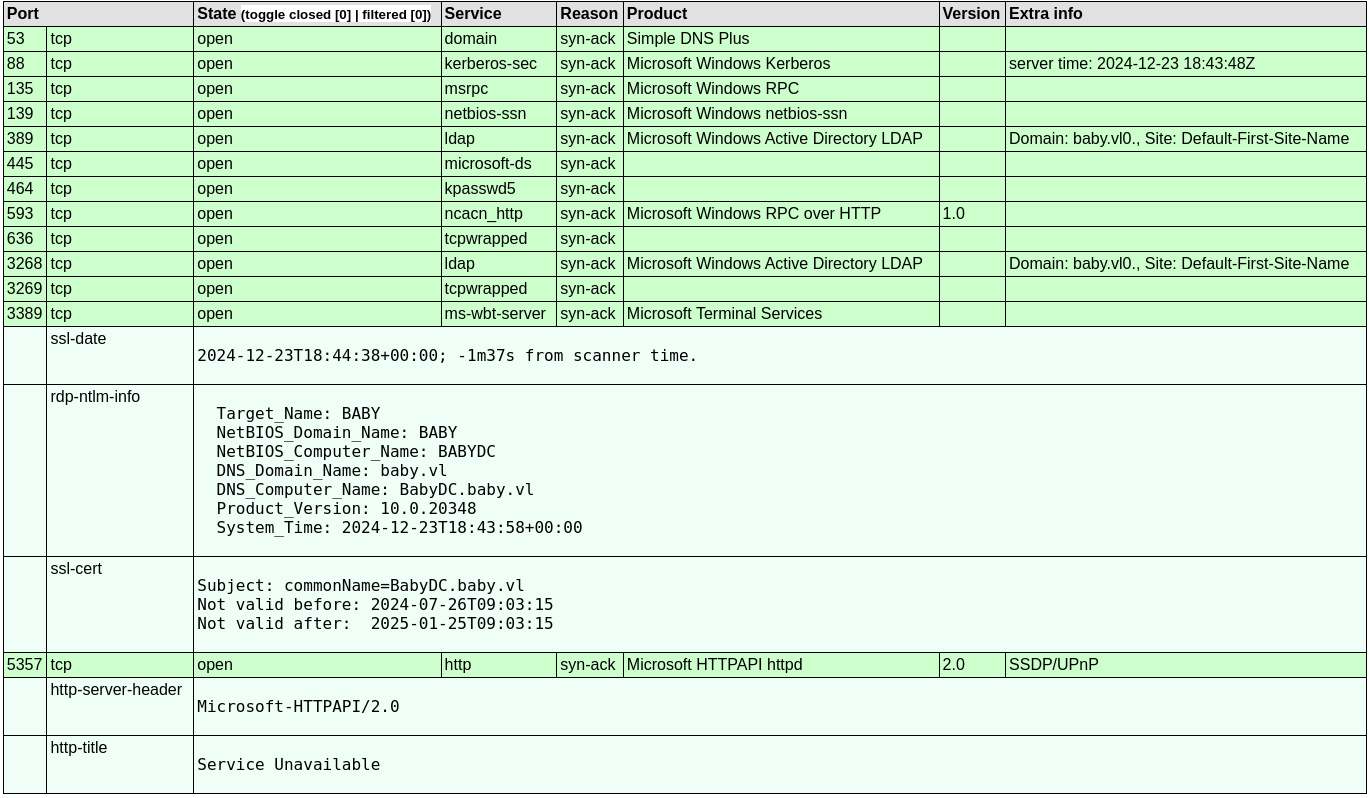 Port State (toggle closed [0] | filtered [0]) Service Reason Product Version Extra info
53 tcp open domain syn-ack Simple DNS Plus
88 tcp open kerberos-sec syn-ack Microsoft Windows Kerberos server time: 2024-12-23 18:43:48Z
135 tcp open msrpc syn-ack Microsoft Windows RPC
139 tcp open netbios-ssn syn-ack Microsoft Windows netbios-ssn
389 tcp open ldap syn-ack Microsoft Windows Active Directory LDAP Domain: baby.vl0., Site: Default-First-Site-Name
445 tcp open microsoft-ds syn-ack
464 tcp open kpasswd5 syn-ack
593 tcp open ncacn_http syn-ack Microsoft Windows RPC over HTTP 1.0
636 tcp open tcpwrapped syn-ack
3268 tcp open ldap syn-ack Microsoft Windows Active Directory LDAP Domain: baby.vl0., Site: Default-First-Site-Name
3269 tcp open tcpwrapped syn-ack
3389 tcp open ms-wbt-server syn-ack Microsoft Terminal Services
ssl-date
2024-12-23T18:44:38+00:00; -1m37s from scanner time.
rdp-ntlm-info
Target_Name: BABY
NetBIOS_Domain_Name: BABY
NetBIOS_Computer_Name: BABYDC
DNS_Domain_Name: baby.vl
DNS_Computer_Name: BabyDC.baby.vl
Product_Version: 10.0.20348
System_Time: 2024-12-23T18:43:58+00:00
ssl-cert
Subject: commonName=BabyDC.baby.vl
Not valid before: 2024-07-26T09:03:15
Not valid after:  2025-01-25T09:03:15
5357 tcp open http syn-ack Microsoft HTTPAPI httpd 2.0 SSDP/UPnP
http-server-header
Microsoft-HTTPAPI/2.0
http-title
Service Unavailable